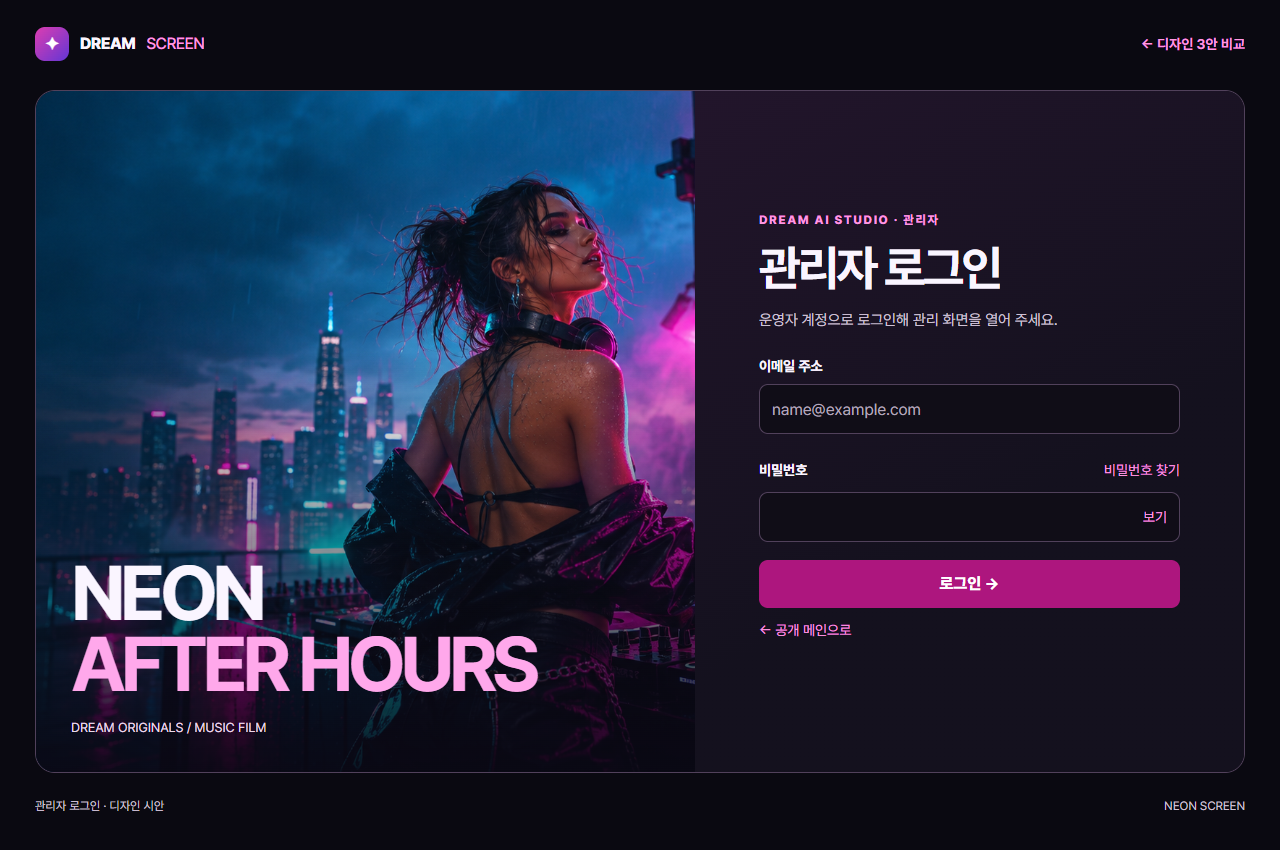 DREAM SCREEN
← 디자인 3안 비교
NEON
AFTER HOURS
DREAM ORIGINALS / MUSIC FILM
DREAM AI STUDIO · 관리자
관리자 로그인
운영자 계정으로 로그인해 관리 화면을 열어 주세요.
이메일 주소
name@example.com
비밀번호
비밀번호 찾기
보기
로그인 →
← 공개 메인으로
관리자 로그인 · 디자인 시안
NEON SCREEN